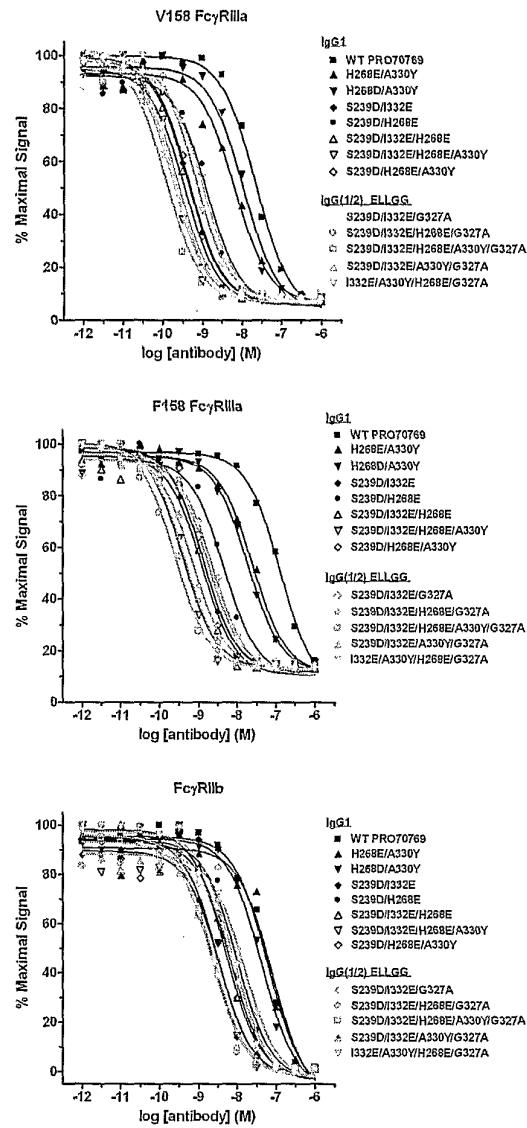 V158 FcγRIIIa
% Maximal Signal
100
80
60
40
20
0
-12 -11 -10 -9 -8 -7 -6
log [antibody] (M)
IgG1
WT PRO70769
H268E/A330Y
H268D/A330Y
S239D/I332E
S239D/H268E
S239D/I332E/H268E
S239D/I332E/H268E/A330Y
S239D/H268E/A330Y
IgG(1/2) ELLGG
S239D/I332E/G327A
S239D/I332E/H268E/G327A
S239D/I332E/H268E/A330Y/G327A
S239D/I332E/A330Y/G327A
I332E/A330Y/H268E/G327A
F158 FcγRIIIa
% Maximal Signal
100
80
60
40
20
0
-12 -11 -10 -9 -8 -7 -6
log [antibody] (M)
IgG1
WT PRO70769
H268E/A330Y
H268D/A330Y
S239D/I332E
S239D/H268E
S239D/I332E/H268E
S239D/I332E/H268E/A330Y
S239D/H268E/A330Y
IgG(1/2) ELLGG
S239D/I332E/G327A
S239D/I332E/H268E/G327A
S239D/I332E/H268E/A330Y/G327A
S239D/I332E/A330Y/G327A
I332E/A330Y/H268E/G327A
FcγRIIb
% Maximal Signal
100
80
60
40
20
0
-12 -11 -10 -9 -8 -7 -6
log [antibody] (M)
IgG1
WT PRO70769
H268E/A330Y
H268D/A330Y
S239D/I332E
S239D/H268E
S239D/I332E/H268E
S239D/I332E/H268E/A330Y
S239D/H268E/A330Y
IgG(1/2) ELLGG
S239D/I332E/G327A
S239D/I332E/H268E/G327A
S239D/I332E/H268E/A330Y/G327A
S239D/I332E/A330Y/G327A
I332E/A330Y/H268E/G327A